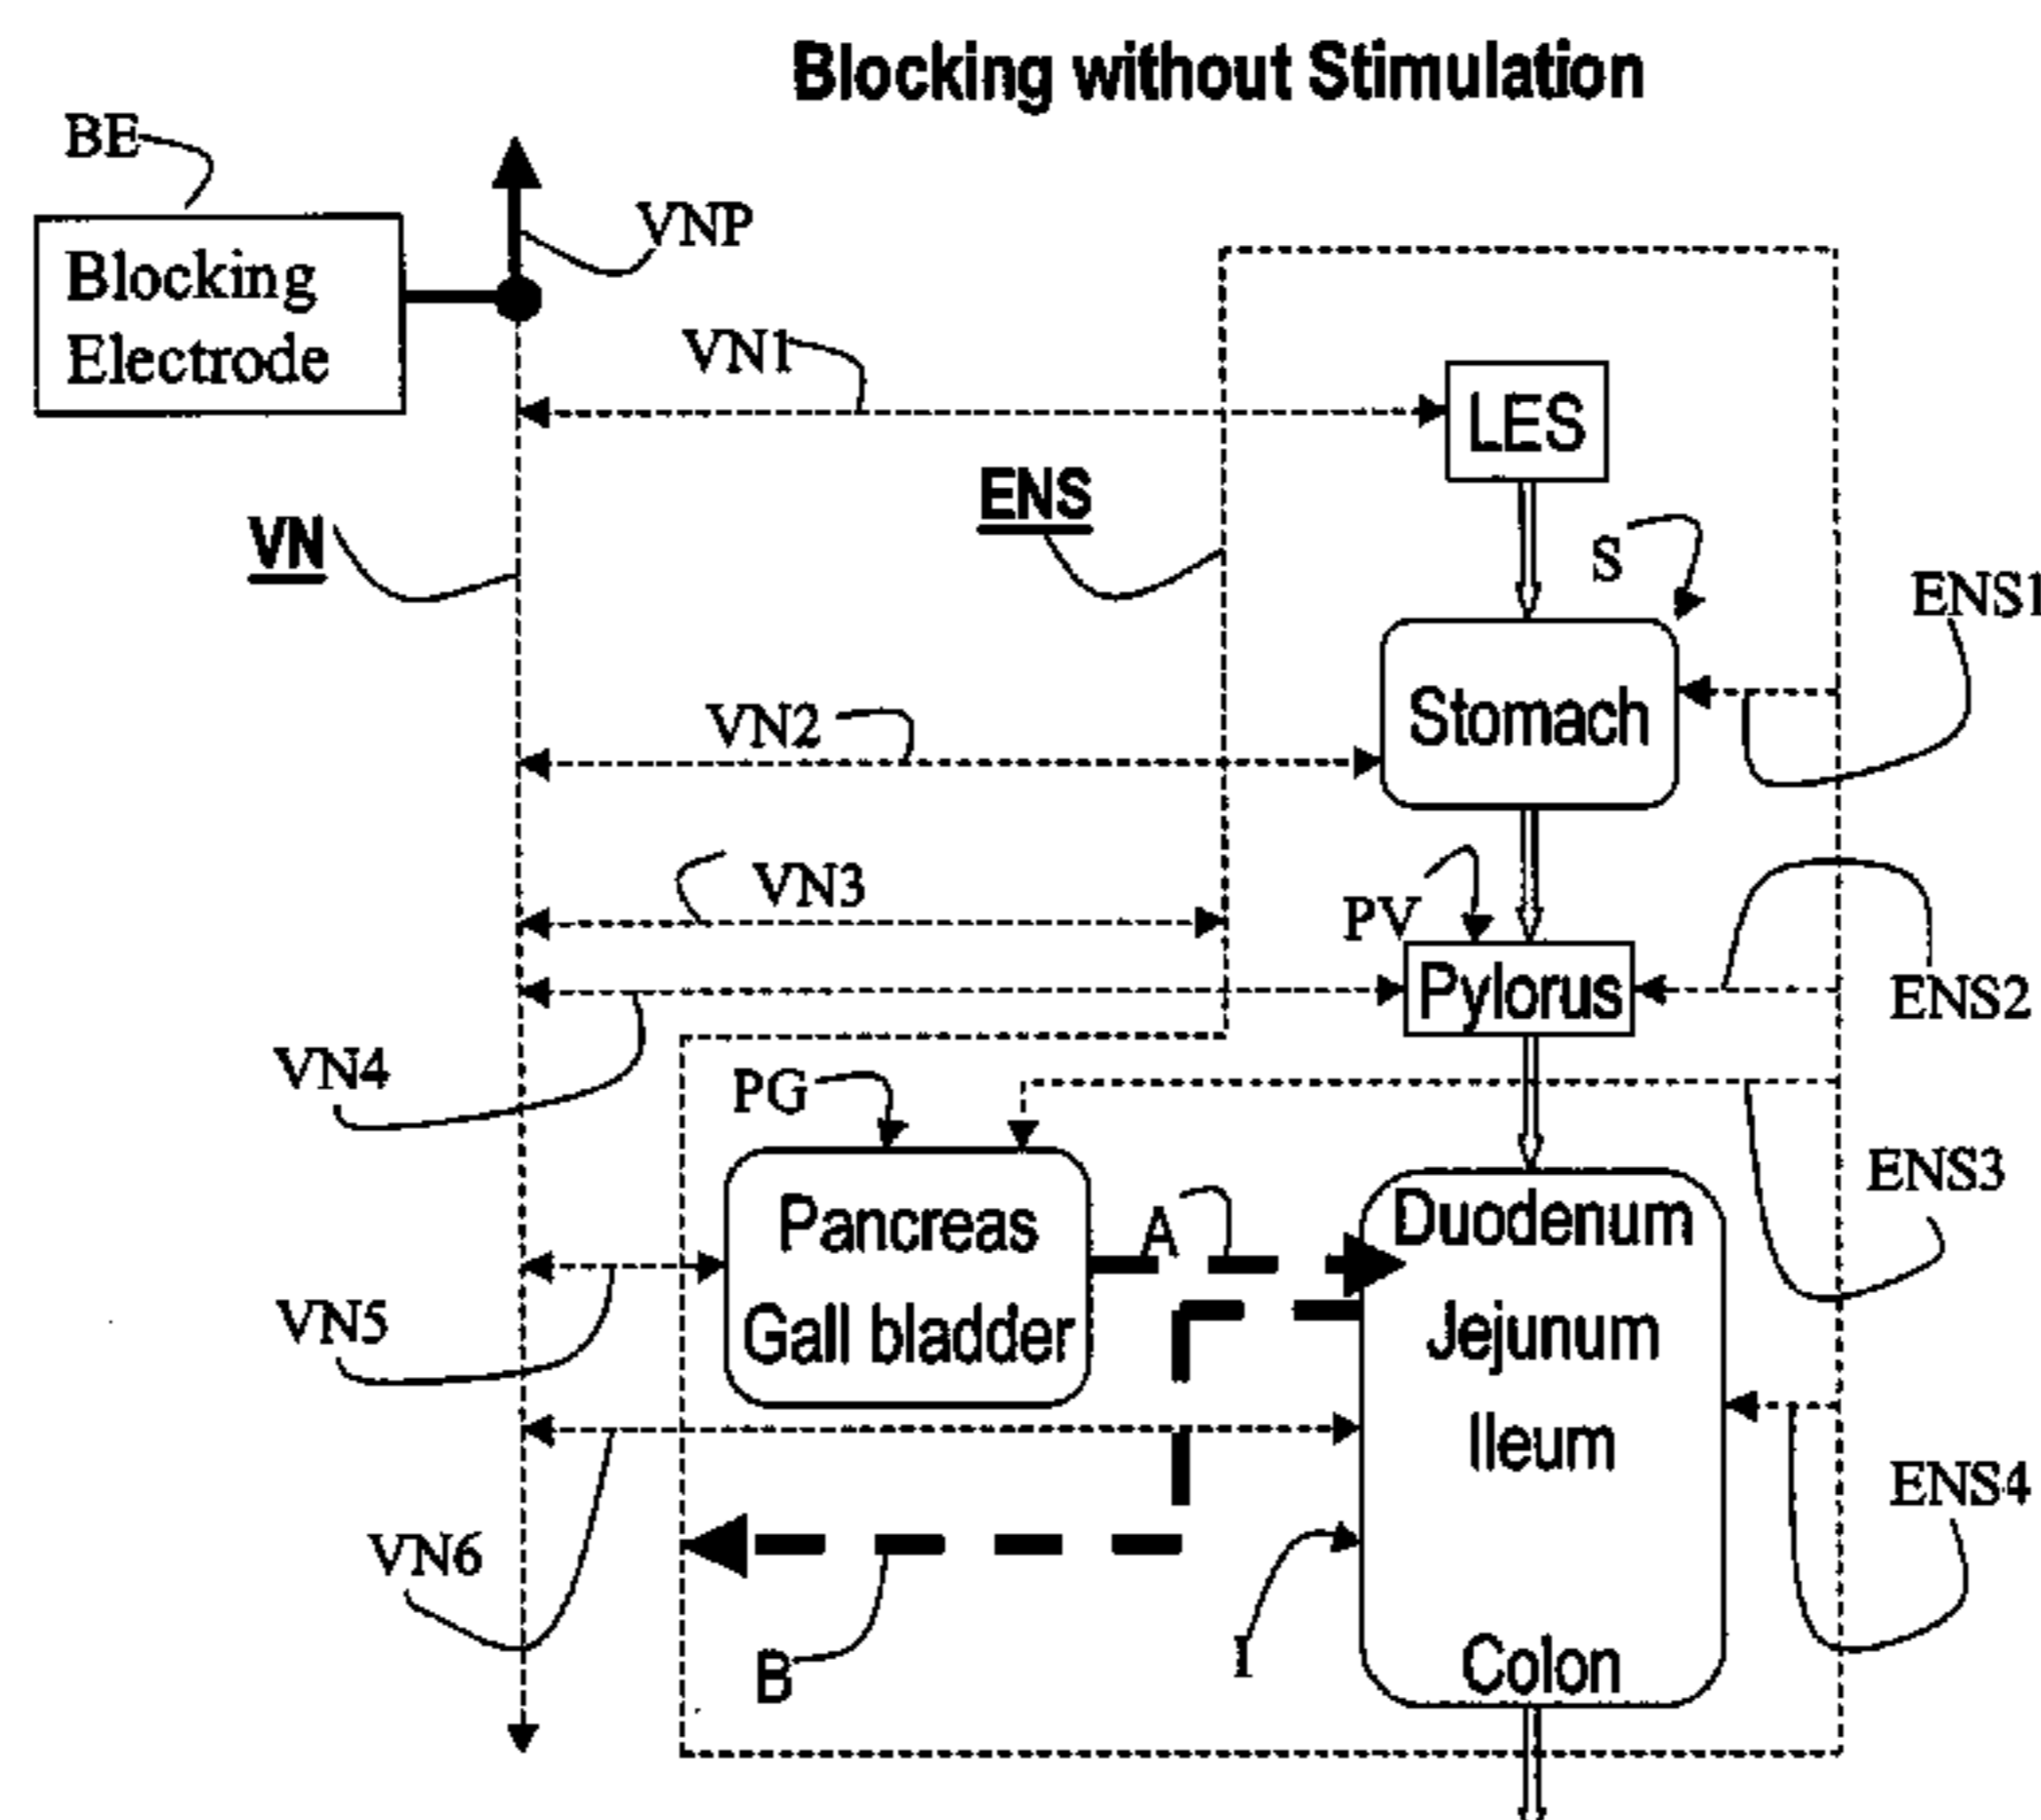 Blocking without Stimulation
BE
VNP
Blocking
Electrode
VN1
LES
ENS
VN
S
ENS1
VN2
Stomach
VN3
PV
Pylorus
ENS2
VN4
PG
ENS3
Pancreas
Gall bladder
A
Duodenum
Jejunum
Ileum
Colon
VN5
ENS4
VN6
B
I